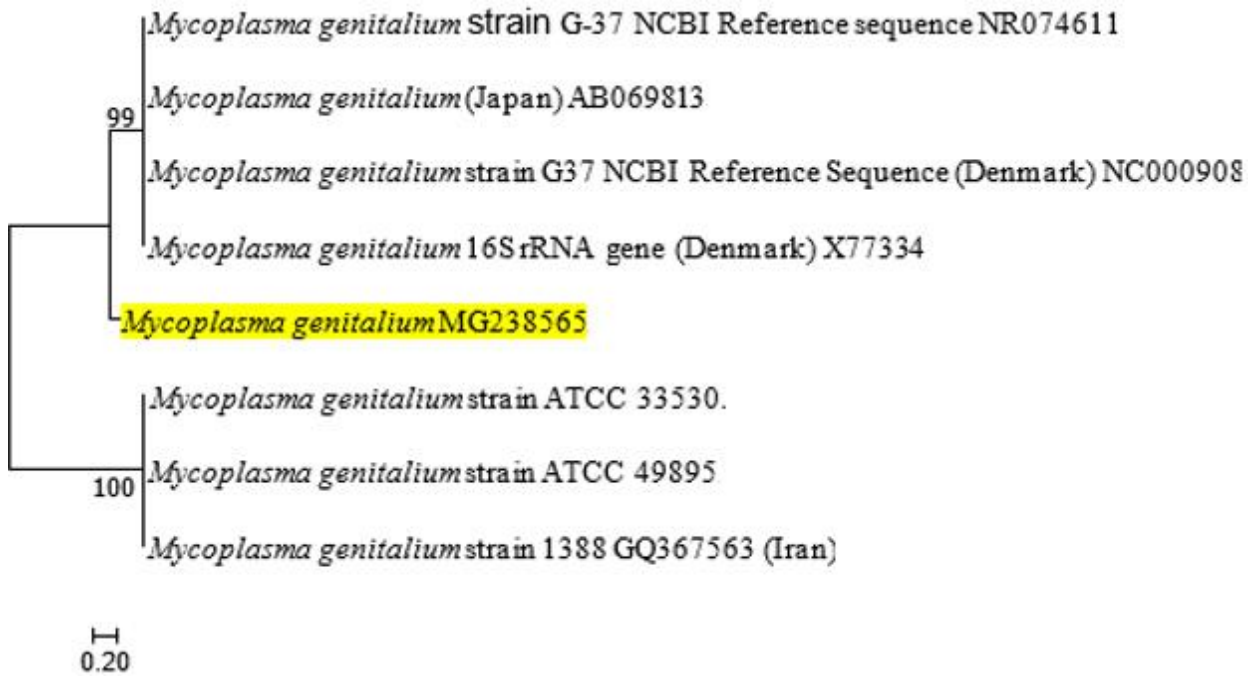 Mycoplasma genitalium strain G-37 NCBI Reference sequence NR074611
Mycoplasma genitalium (Japan) AB069813
99
Mycoplasma genitalium strain G37 NCBI Reference Sequence (Denmark) NC000908
Mycoplasma genitalium 16S rRNA gene (Denmark) X77334
Mycoplasma genitalium MG238565
Mycoplasma genitalium strain ATCC 33530.
Mycoplasma genitalium strain ATCC 49895
100
Mycoplasma genitalium strain 1388 GQ367563 (Iran)
0.20